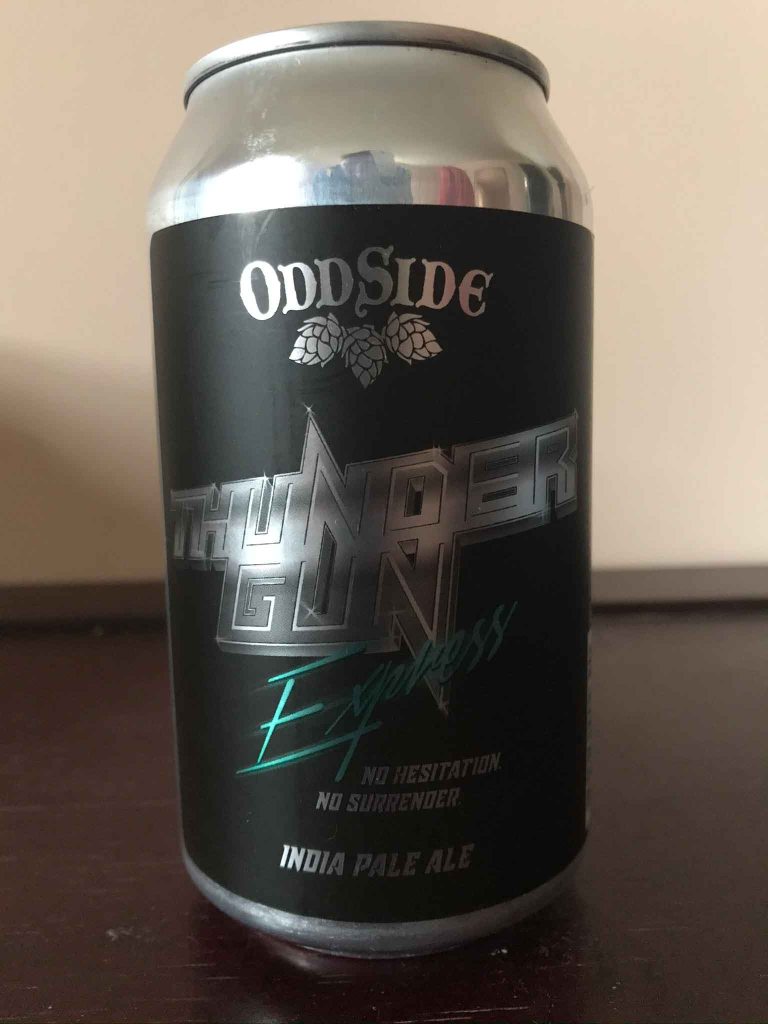 ODDSIDE
THUNDER
GUN
Express
NO HESITATION.
NO SURRENDER.
INDIA PALE ALE